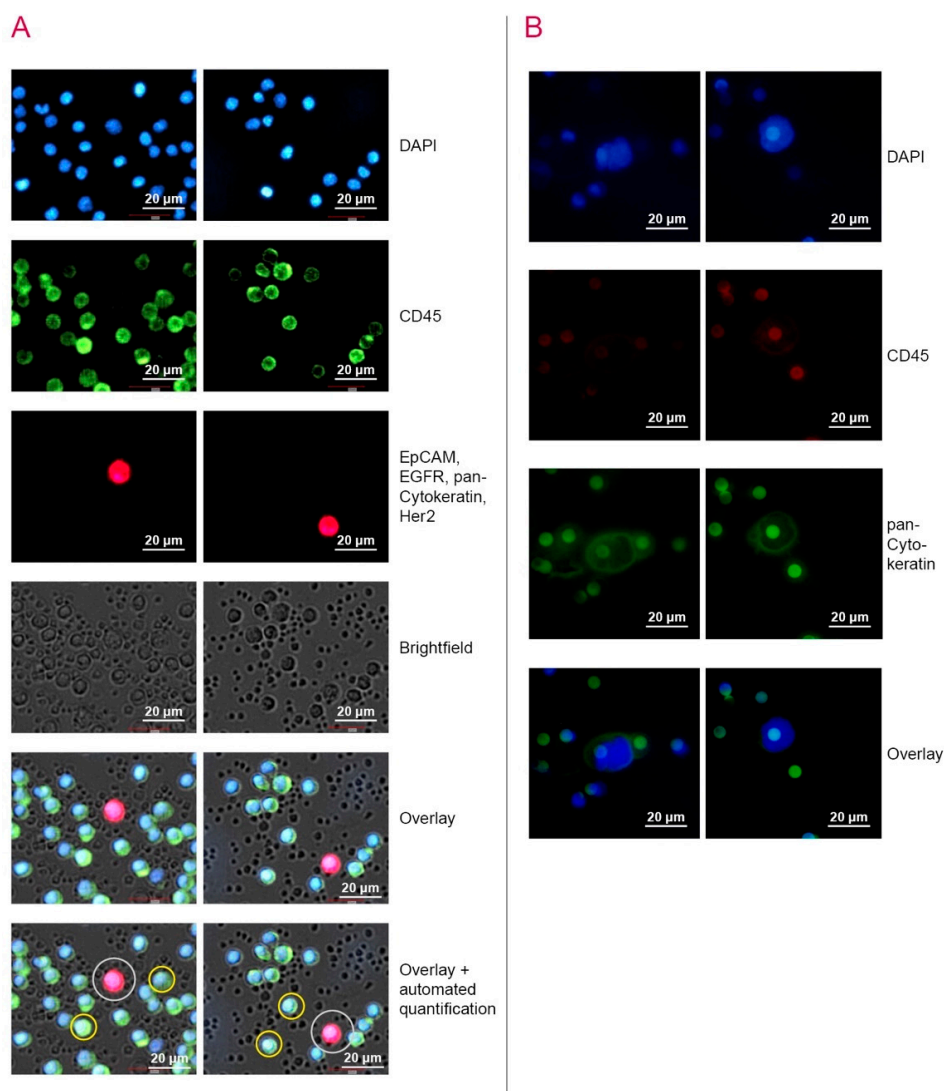 A
20 µm
20 µm
DAPI
20 µm
20 µm
CD45
20 µm
20 µm
EpCAM,
EGFR, pan-
Cytokeratin,
Her2
20 µm
20 µm
Brightfield
20 µm
20 µm
Overlay
20 µm
20 µm
Overlay +
automated
quantification
B
20 µm
20 µm
DAPI
20 µm
20 µm
CD45
20 µm
20 µm
pan-
Cyto-
keratin
20 µm
20 µm
Overlay